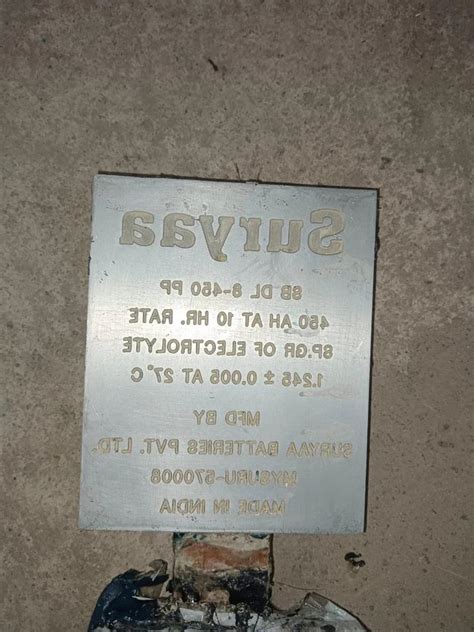 Suryaa
SB DL 8-450 PP
450 AH AT 10 HR. RATE
SP.GR OF ELECTROLYTE
1.245 ± 0.005 AT 27°C
MFD BY
SURYAA BATTERIES PVT. LTD.
MYSURU-570008
MADE IN INDIA